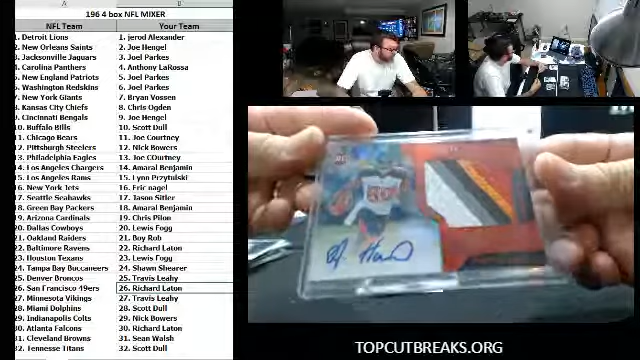 A B
196 4 box NFL MIXER
NFL Team Your Team
1. Detroit Lions 1. jerod Alexander
2. New Orleans Saints 2. Joe Hengel
3. Jacksonville Jaguars 3. Joel Parkes
4. Carolina Panthers 4. Anthony LaRossa
5. New England Patriots 5. Joel Parkes
6. Washington Redskins 6. Joel Parkes
7. New York Giants 7. Bryan Vossen
8. Kansas City Chiefs 8. Chris Ogden
9. Cincinnati Bengals 9. Joe Hengel
10. Buffalo Bills 10. Scott Dull
11. Chicago Bears 11. Joe Courtney
12. Pittsburgh Steelers 12. Nick Bowers
13. Philadelphia Eagles 13. Joe COurtney
14. Los Angeles Chargers 14. Amaral Benjamin
15. Los Angeles Rams 15. Lynn Przytulski
16. New York Jets 16. Eric nagel
17. Seattle Seahawks 17. Jason Sitler
18. Green Bay Packers 18. Amaral Benjamin
19. Arizona Cardinals 19. Chris Pilon
20. Dallas Cowboys 20. Lewis Fogg
21. Oakland Raiders 21. Boy Rob
22. Baltimore Ravens 22. Richard Laton
23. Houston Texans 23. Lewis Fogg
24. Tampa Bay Buccaneers 24. Shawn Shearer
25. Denver Broncos 25. Travis Leahy
26. San Francisco 49ers 26. Richard Laton
27. Minnesota Vikings 27. Travis Leahy
28. Miami Dolphins 28. Scott Dull
29. Indianapolis Colts 29. Nick Bowers
30. Atlanta Falcons 30. Richard Laton
31. Cleveland Browns 31. Sean Walsh
32. Tennesse Titans 32. Scott Dull
TOPCUTBREAKS.ORG